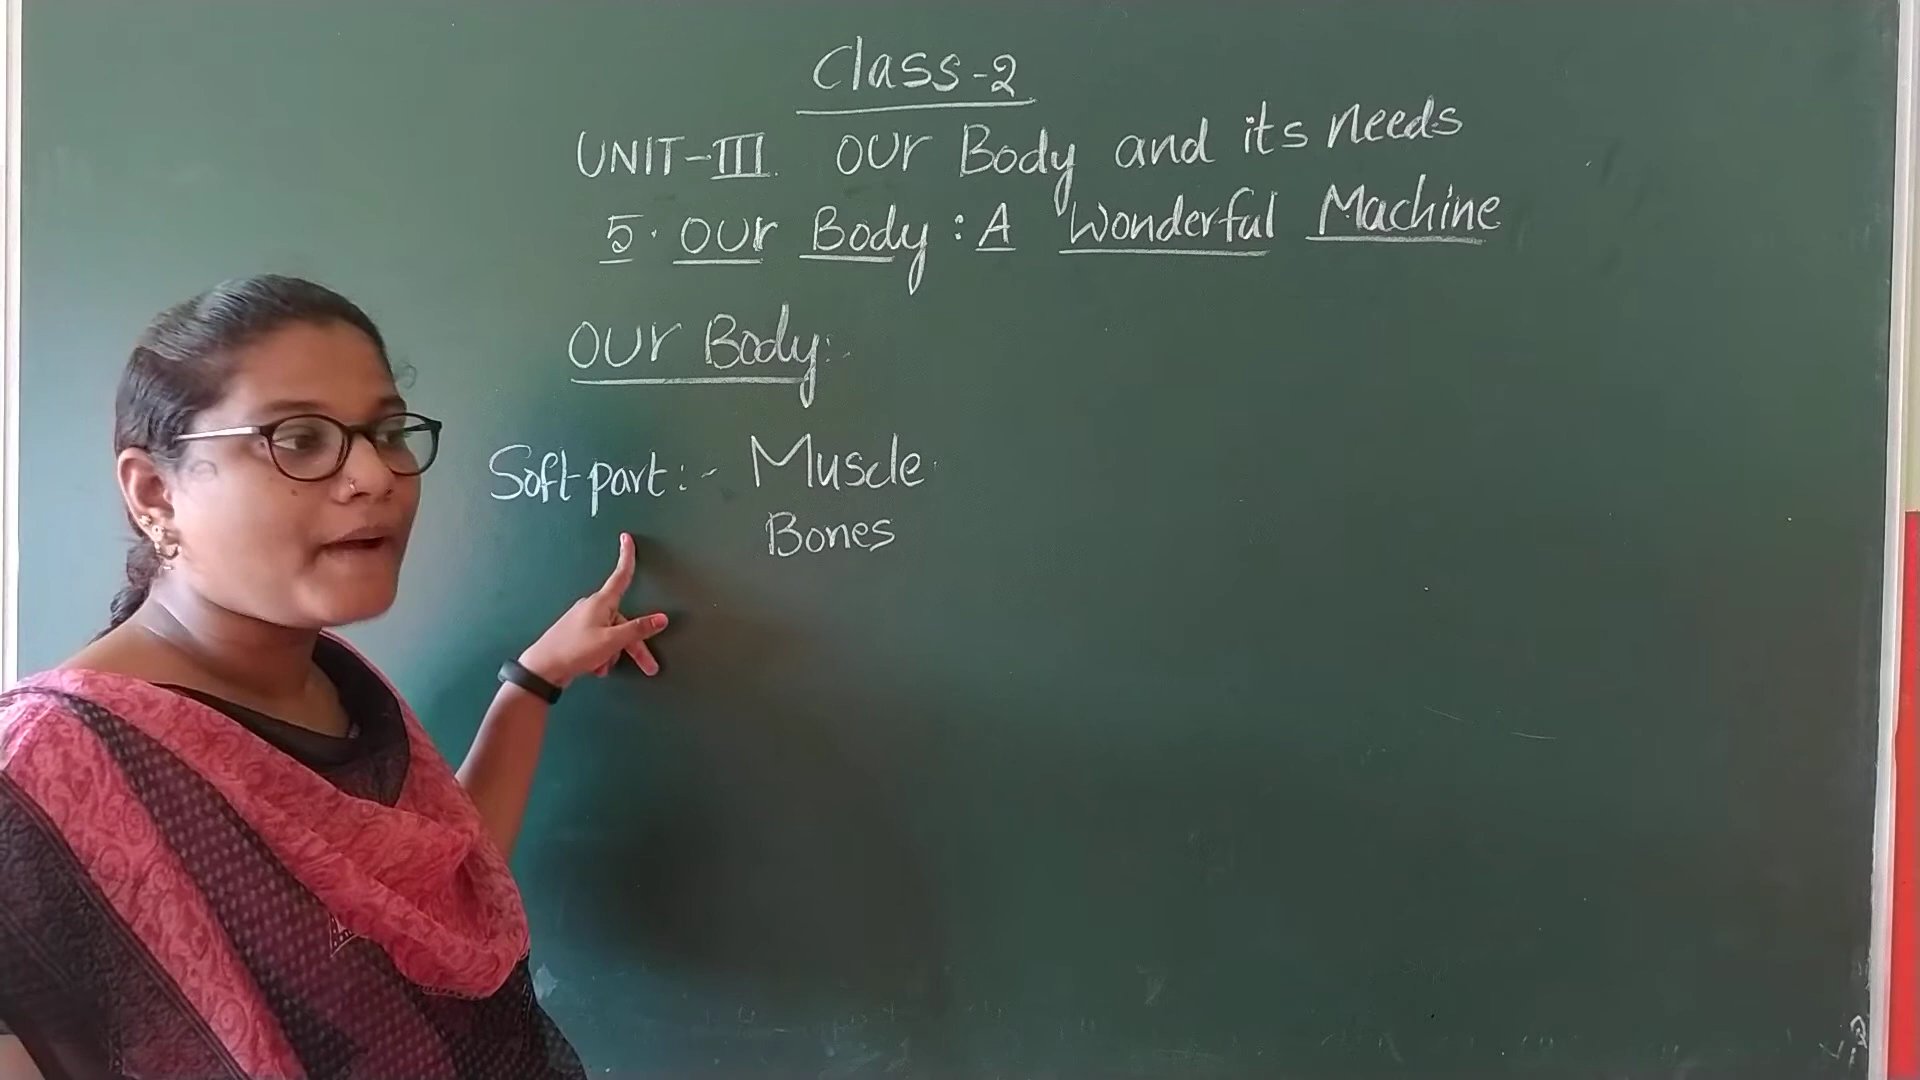 Class-2
UNIT-III Our Body and its needs
5. Our Body : A Wonderful Machine
Our Body:-
Soft part:- Muscle
Bones